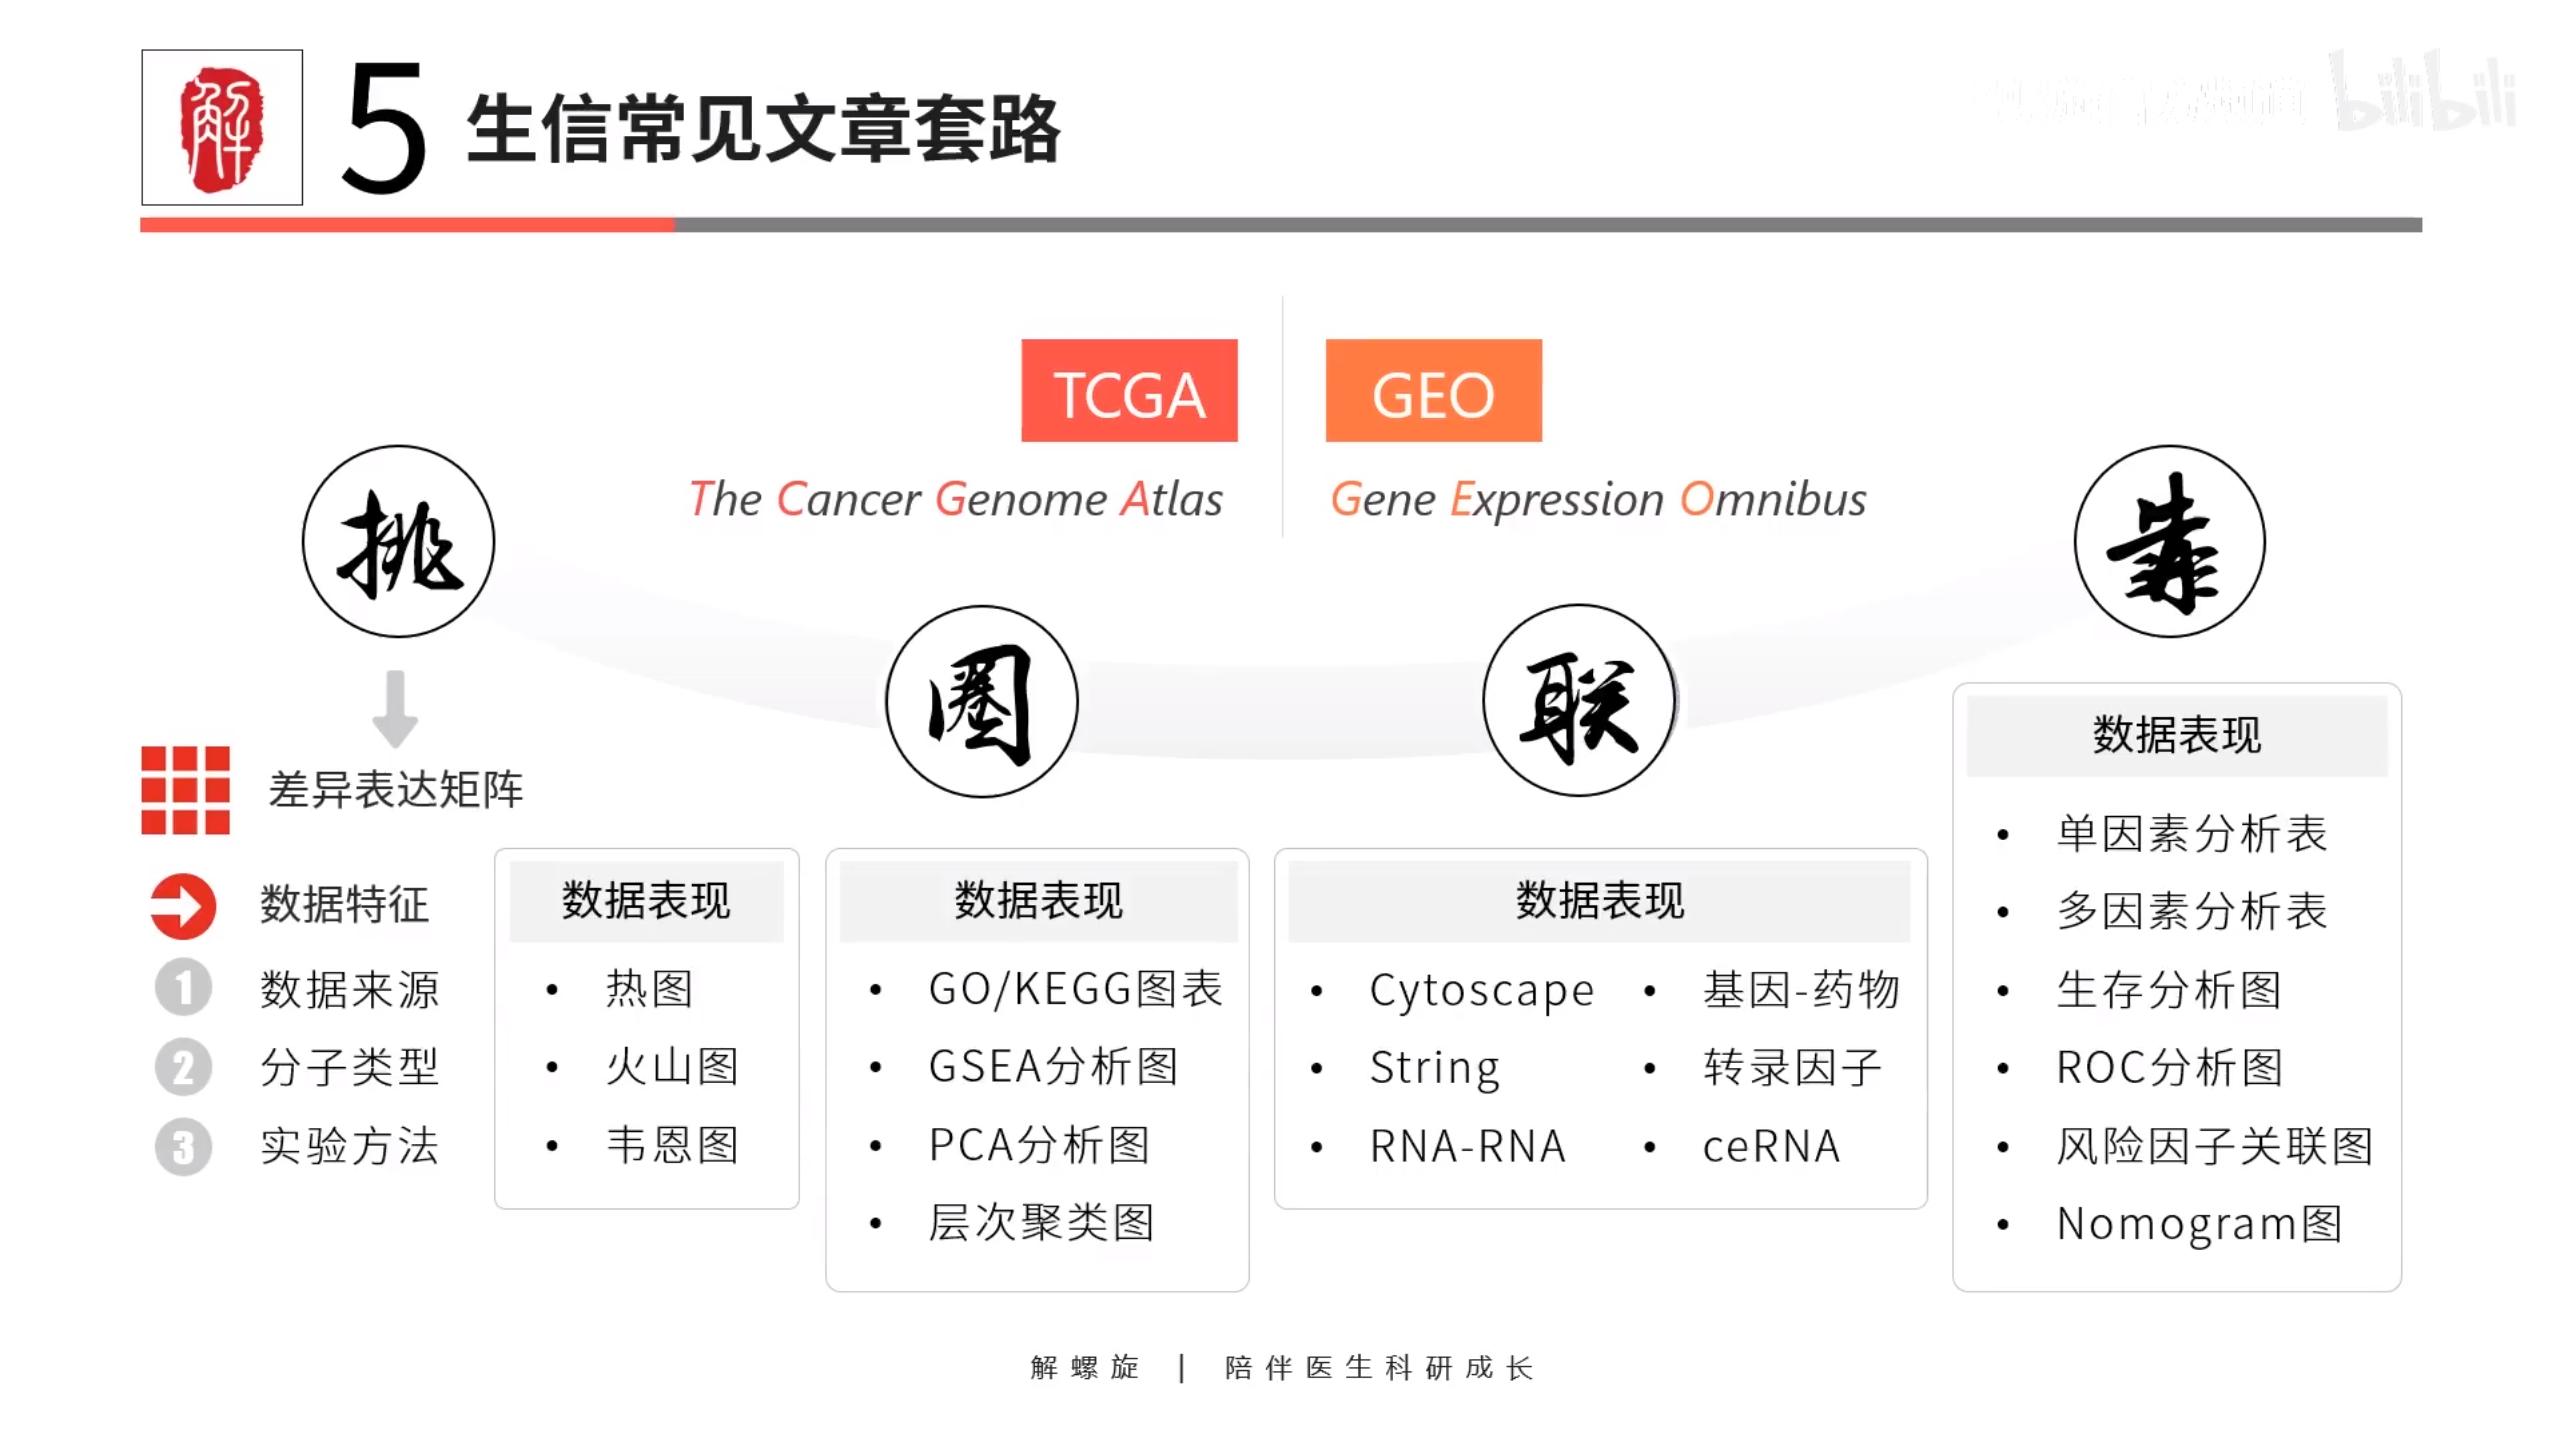 解
5 生信常见文章套路
bilibili
TCGA
The Cancer Genome Atlas
GEO
Gene Expression Omnibus
挑
圈
联
靠
差异表达矩阵
数据特征
1 数据来源
2 分子类型
3 实验方法
数据表现
• 热图
• 火山图
• 韦恩图
数据表现
• GO/KEGG图表
• GSEA分析图
• PCA分析图
• 层次聚类图
数据表现
• Cytoscape
• String
• RNA-RNA
• 基因-药物
• 转录因子
• ceRNA
数据表现
• 单因素分析表
• 多因素分析表
• 生存分析图
• ROC分析图
• 风险因子关联图
• Nomogram图
解螺旋 | 陪伴医生科研成长